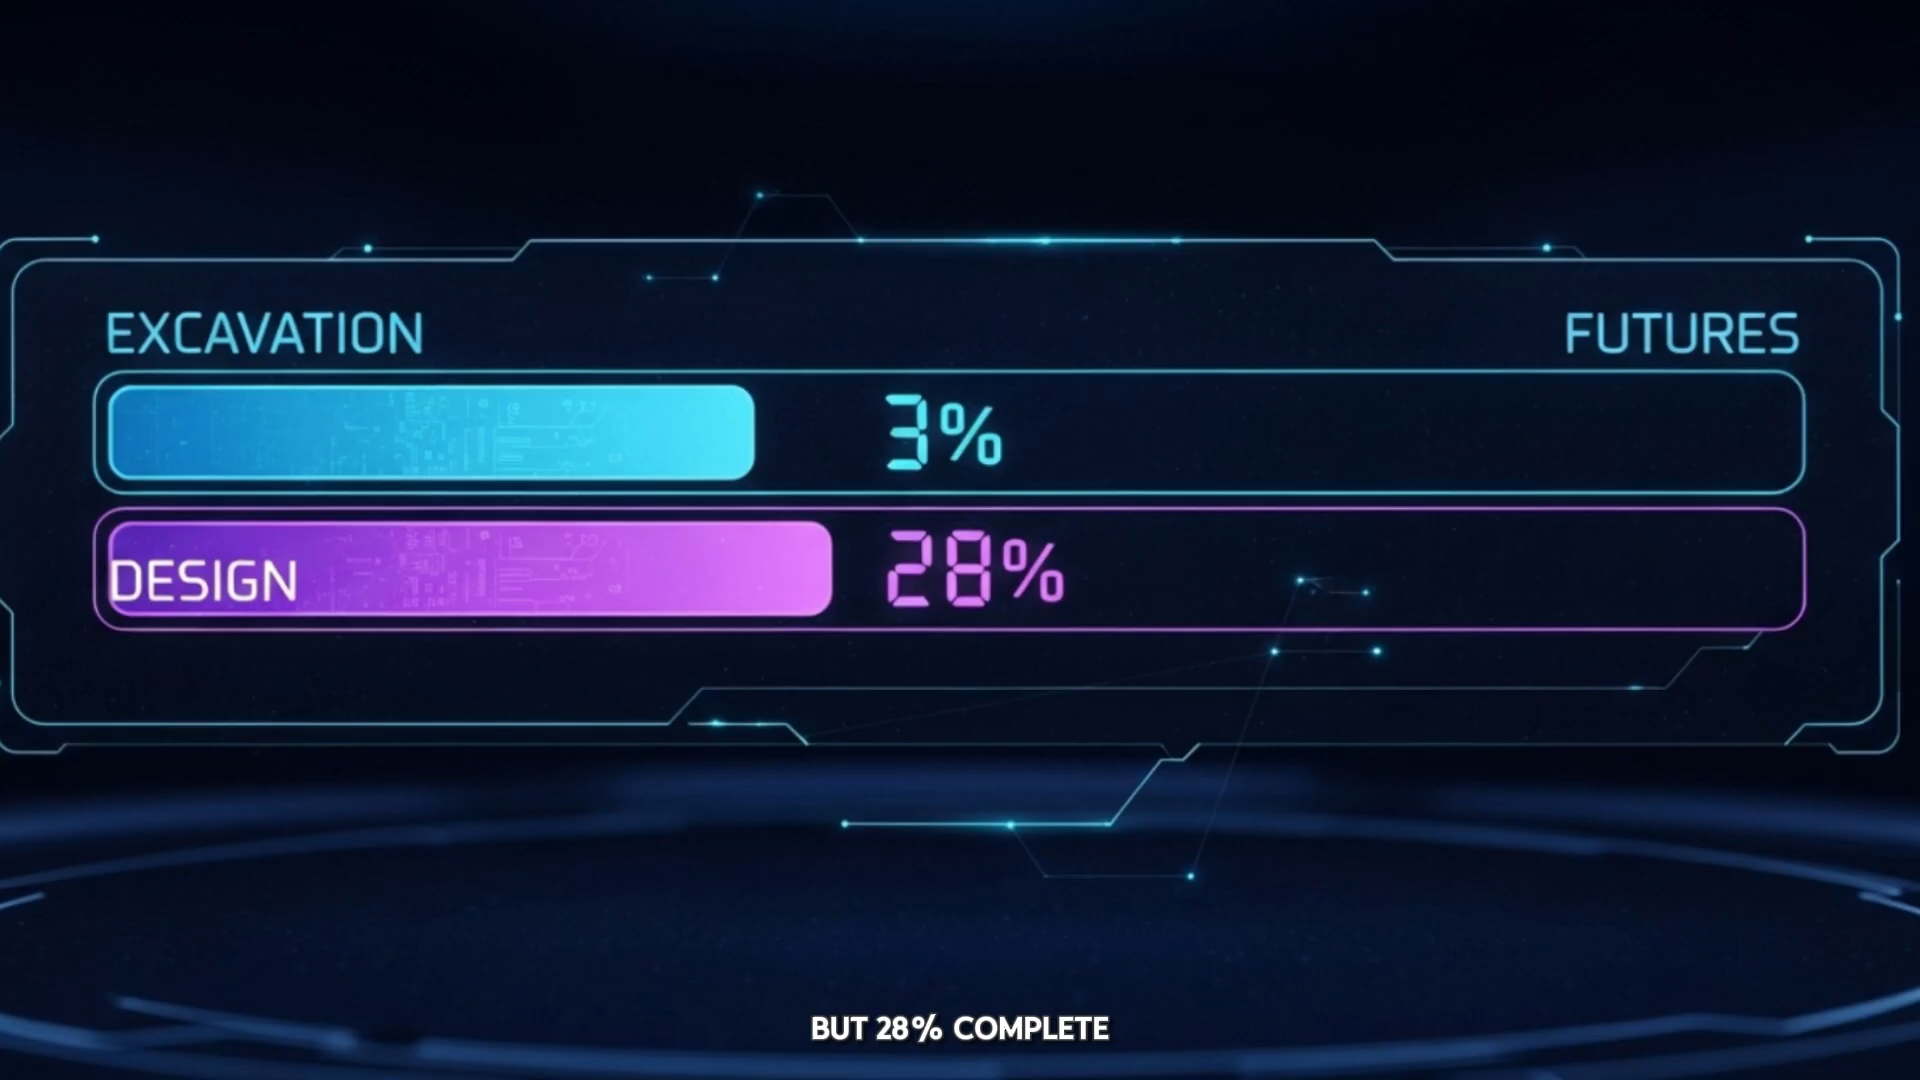 EXCAVATION
FUTURES
3%
DESIGN
28%
BUT 28% COMPLETE